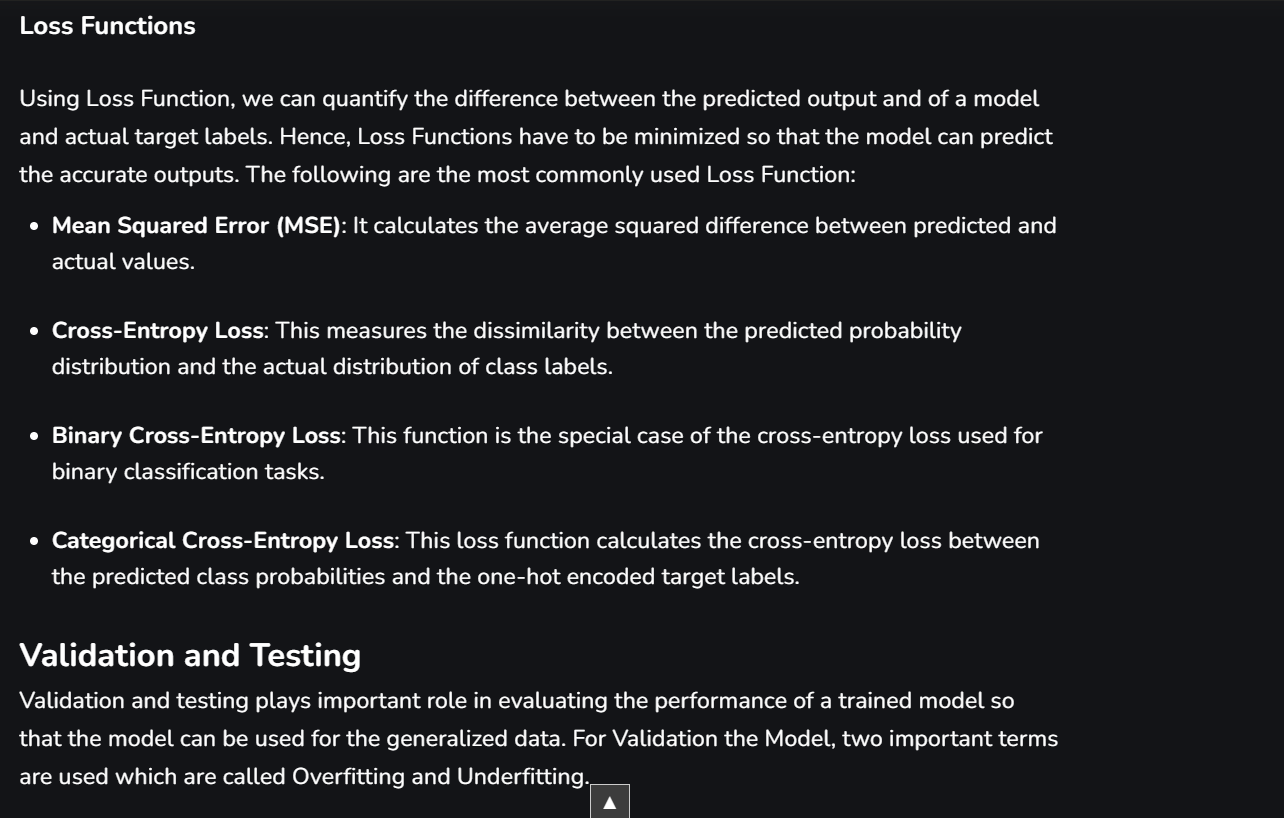 Loss Functions
Using Loss Function, we can quantify the difference between the predicted output and of a model
and actual target labels. Hence, Loss Functions have to be minimized so that the model can predict
the accurate outputs. The following are the most commonly used Loss Function:
• Mean Squared Error (MSE): It calculates the average squared difference between predicted and
actual values.
• Cross-Entropy Loss: This measures the dissimilarity between the predicted probability
distribution and the actual distribution of class labels.
• Binary Cross-Entropy Loss: This function is the special case of the cross-entropy loss used for
binary classification tasks.
• Categorical Cross-Entropy Loss: This loss function calculates the cross-entropy loss between
the predicted class probabilities and the one-hot encoded target labels.
Validation and Testing
Validation and testing plays important role in evaluating the performance of a trained model so
that the model can be used for the generalized data. For Validation the Model, two important terms
are used which are called Overfitting and Underfitting.